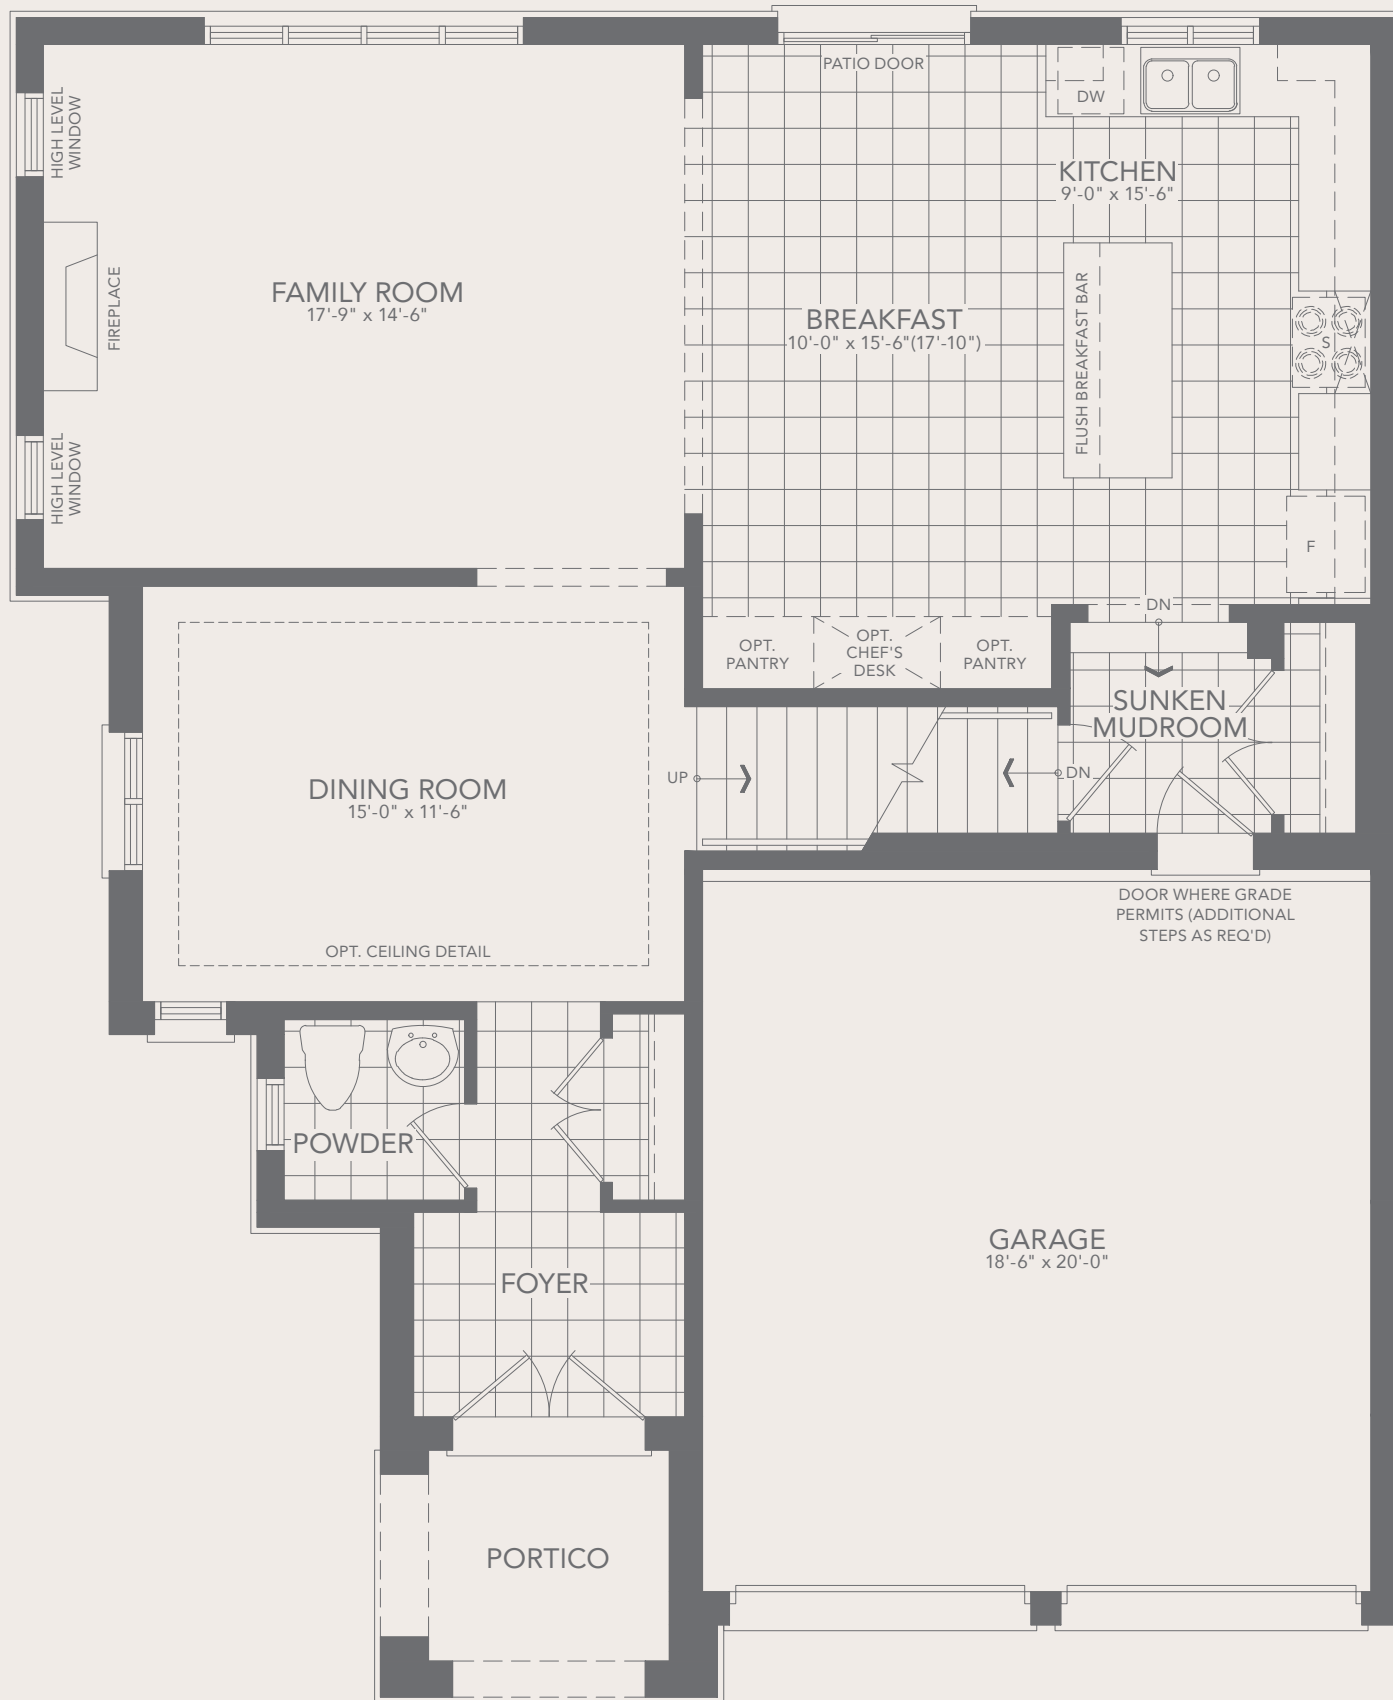 PATIO DOOR
DW
HIGH LEVEL
WINDOW
KITCHEN
9'-0" x 15'-6"
FAMILY ROOM
17'-9" x 14'-6"
FIREPLACE
BREAKFAST
10'-0" x 15'-6"(17'-10")
FLUSH BREAKFAST BAR
S
HIGH LEVEL
WINDOW
F
DN
OPT.
PANTRY
OPT.
CHEF'S
DESK
OPT.
PANTRY
SUNKEN
MUDROOM
UP
DN
DINING ROOM
15'-0" x 11'-6"
OPT. CEILING DETAIL
DOOR WHERE GRADE
PERMITS (ADDITIONAL
STEPS AS REQ'D)
POWDER
FOYER
GARAGE
18'-6" x 20'-0"
PORTICO